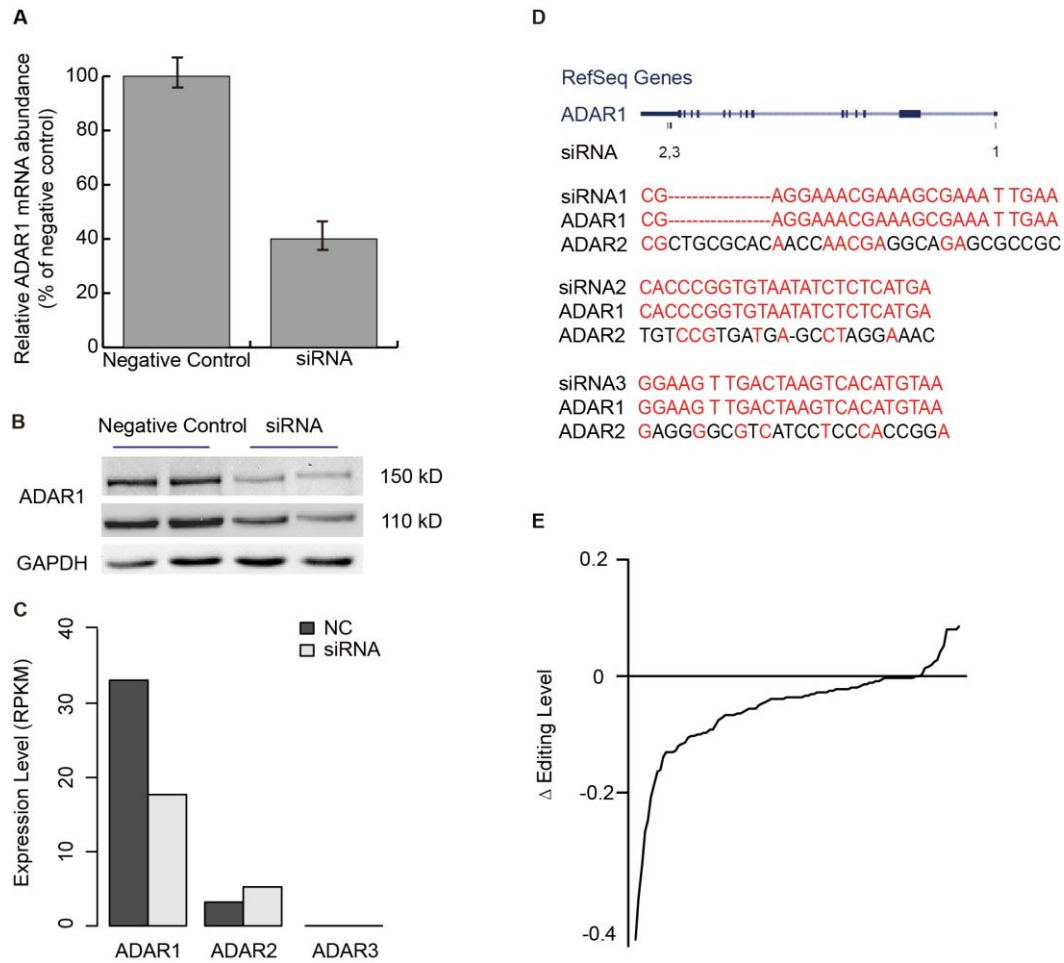 A
Relative ADAR1 mRNA abundance
(% of negative control)
100
80
60
40
20
0
Negative Control
siRNA
B
Negative Control
siRNA
ADAR1
150 kD
110 kD
GAPDH
C
Expression Level (RPKM)
40
30
20
10
0
NC
siRNA
ADAR1
ADAR2
ADAR3
D
RefSeq Genes
ADAR1
siRNA
2,3
1
siRNA1 CG----------------AGGAAACGAAAGCGAAA T TGAA
ADAR1 CG----------------AGGAAACGAAAGCGAAA T TGAA
ADAR2 CGCTGCGCACAACCAACGAGGCAGAGCGCCGC
siRNA2 CACCCGGTGTAATATCTCTCATGA
ADAR1 CACCCGGTGTAATATCTCTCATGA
ADAR2 TGTCCGTGATGA-GCCTAGGAAAC
siRNA3 GGAAG T TGACTAAGTCACATGTAA
ADAR1 GGAAG T TGACTAAGTCACATGTAA
ADAR2 GAGGGGCGTCATCCTCCCACCGGA
E
Δ Editing Level
0.2
0
-0.2
-0.4